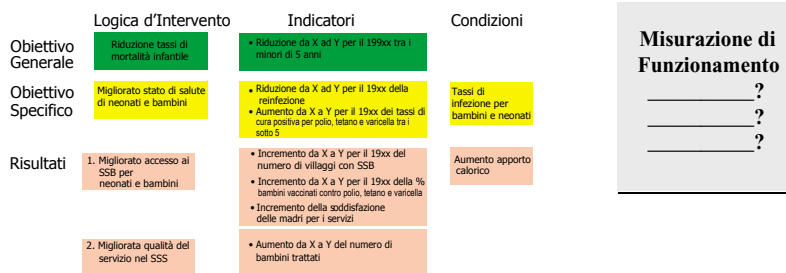 Logica d'Intervento
Indicatori
Condizioni
Obiettivo
Generale
Riduzione tassi di
mortalità infantile
• Riduzione da X ad Y per il 199xx tra i
minori di 5 anni
Obiettivo
Specifico
Migliorato stato di salute
di neonati e bambini
• Riduzione da X ad Y per il 19xx della
reinfezione
• Aumento da X a Y per il 19xx dei tassi di
cura positiva per polio, tetano e varicella tra i
sotto 5
Tassi di
infezione per
bambini e neonati
Risultati
1. Migliorato accesso ai
SSB per
neonati e bambini
• Incremento da X a Y per il 19xx del
numero di villaggi con SSB
• Incremento da X a Y per il 19xx della %
bambini vaccinati contro polio, tetano e varicella
• Incremento della soddisfazione
delle madri per i servizi
Aumento apporto
calorico
2. Migliorata qualità del
servizio nel SSS
• Aumento da X a Y del numero di
bambini trattati
Misurazione di
Funzionamento
__________?
__________?
__________?